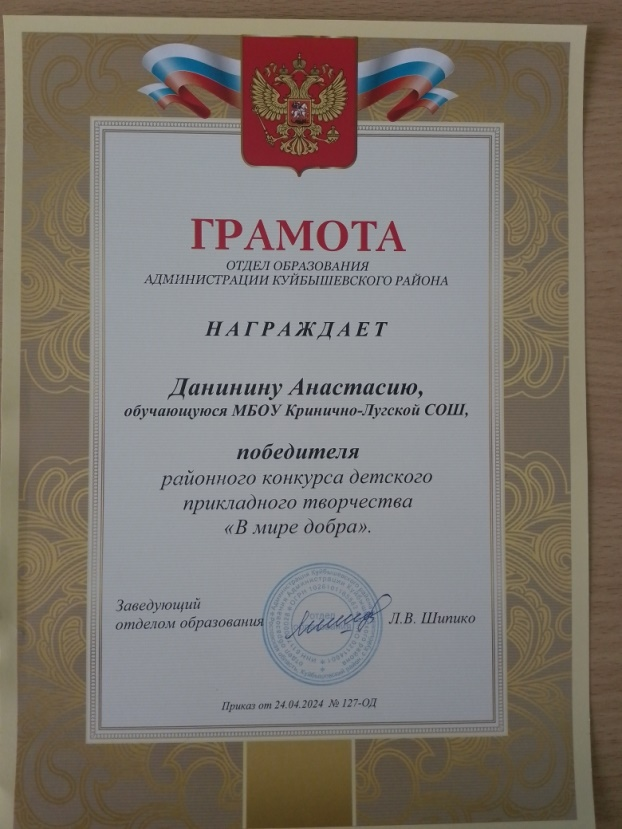 ГРАМОТА
ОТДЕЛ ОБРАЗОВАНИЯ
АДМИНИСТРАЦИИ КУЙБЫШЕВСКОГО РАЙОНА
НАГРАЖДАЕТ
Данинину Анастасию,
обучающуюся МБОУ Кринично-Лугской СОШ,
победителя
районного конкурса детского
прикладного творчества
«В мире добра».
Заведующий
отделом образования Л.В. Шипико
Приказ от 24.04.2024 № 127-ОД